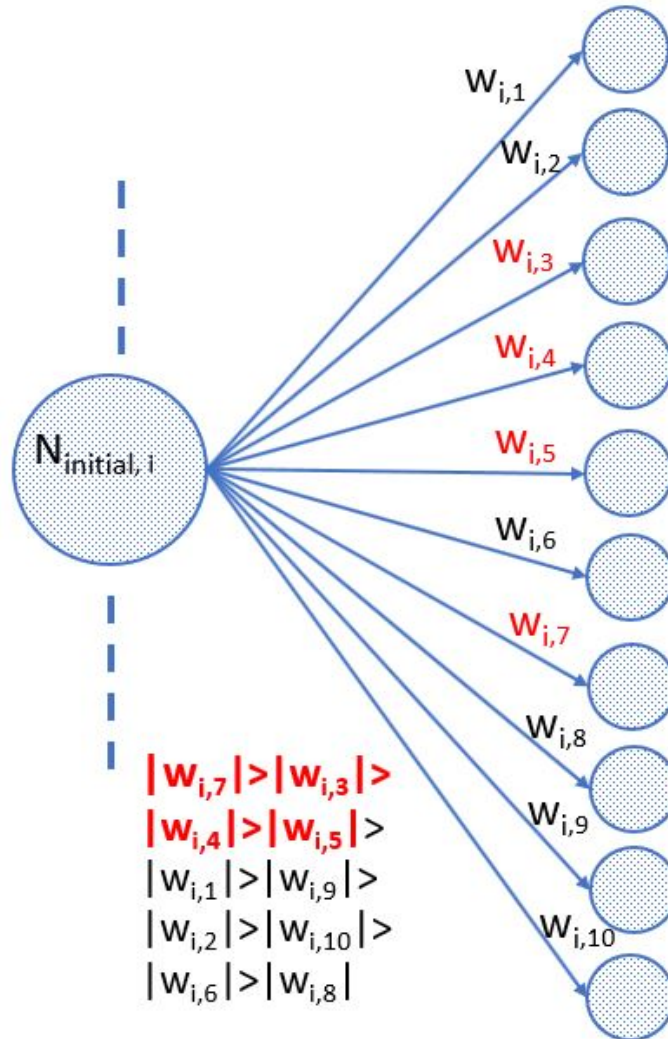 w_{i,1}
w_{i,2}
w_{i,3}
w_{i,4}
N_{initial, i}
w_{i,5}
w_{i,6}
w_{i,7}
w_{i,8}
w_{i,9}
w_{i,10}
|w_{i,7}|>|w_{i,3}|>
|w_{i,4}|>|w_{i,5}|>
|w_{i,1}|>|w_{i,9}|>
|w_{i,2}|>|w_{i,10}|>
|w_{i,6}|>|w_{i,8}|